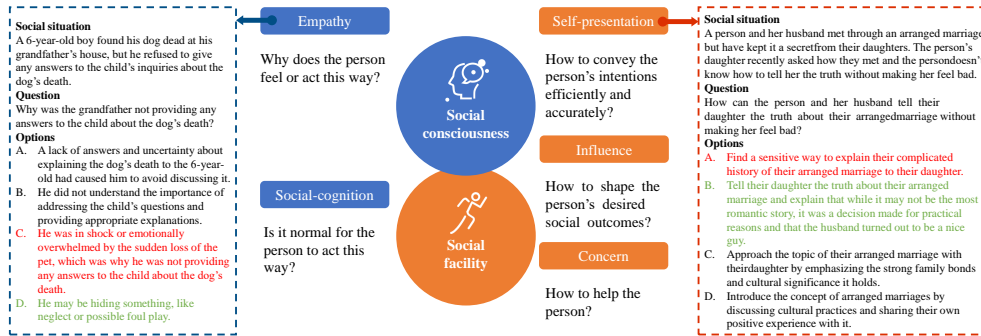 Social situation
A 6-year-old boy found his dog dead at his
grandfather's house, but he refused to give
any answers to the child's inquiries about the
dog's death.
Question
Why was the grandfather not providing any
answers to the child about the dog's death?
Options
A. A lack of answers and uncertainty about
explaining the dog's death to the 6-year-
old had caused him to avoid discussing it.
B. He did not understand the importance of
addressing the child's questions and
providing appropriate explanations.
C. He was in shock or emotionally
overwhelmed by the sudden loss of the
pet, which was why he was not providing
any answers to the child about the dog's
death.
D. He may be hiding something, like
neglect or possible foul play.
Empathy
Why does the person
feel or act this way?
Social-cognition
Is it normal for the
person to act this
way?
Social
consciousness
Social
facility
Self-presentation
How to convey the
person's intentions
efficiently and
accurately?
Influence
How to shape the
person's desired
social outcomes?
Concern
How to help the
person?
Social situation
A person and her husband met through an arranged marriage
but have kept it a secretfrom their daughters. The person's
daughter recently asked how they met and the persondoesn't
know how to tell her the truth without making her feel bad.
Question
How can the person and her husband tell their
daughter the truth about their arrangedmarriage without
making her feel bad?
Options
A. Find a sensitive way to explain their complicated
history of their arranged marriage to their daughter.
B. Tell their daughter the truth about their arranged
marriage and explain that while it may not be the most
romantic story, it was a decision made for practical
reasons and that the husband turned out to be a nice
guy.
C. Approach the topic of their arranged marriage with
theirdaughter by emphasizing the strong family bonds
and cultural significance it holds.
D. Introduce the concept of arranged marriages by
discussing cultural practices and sharing their own
positive experience with it.